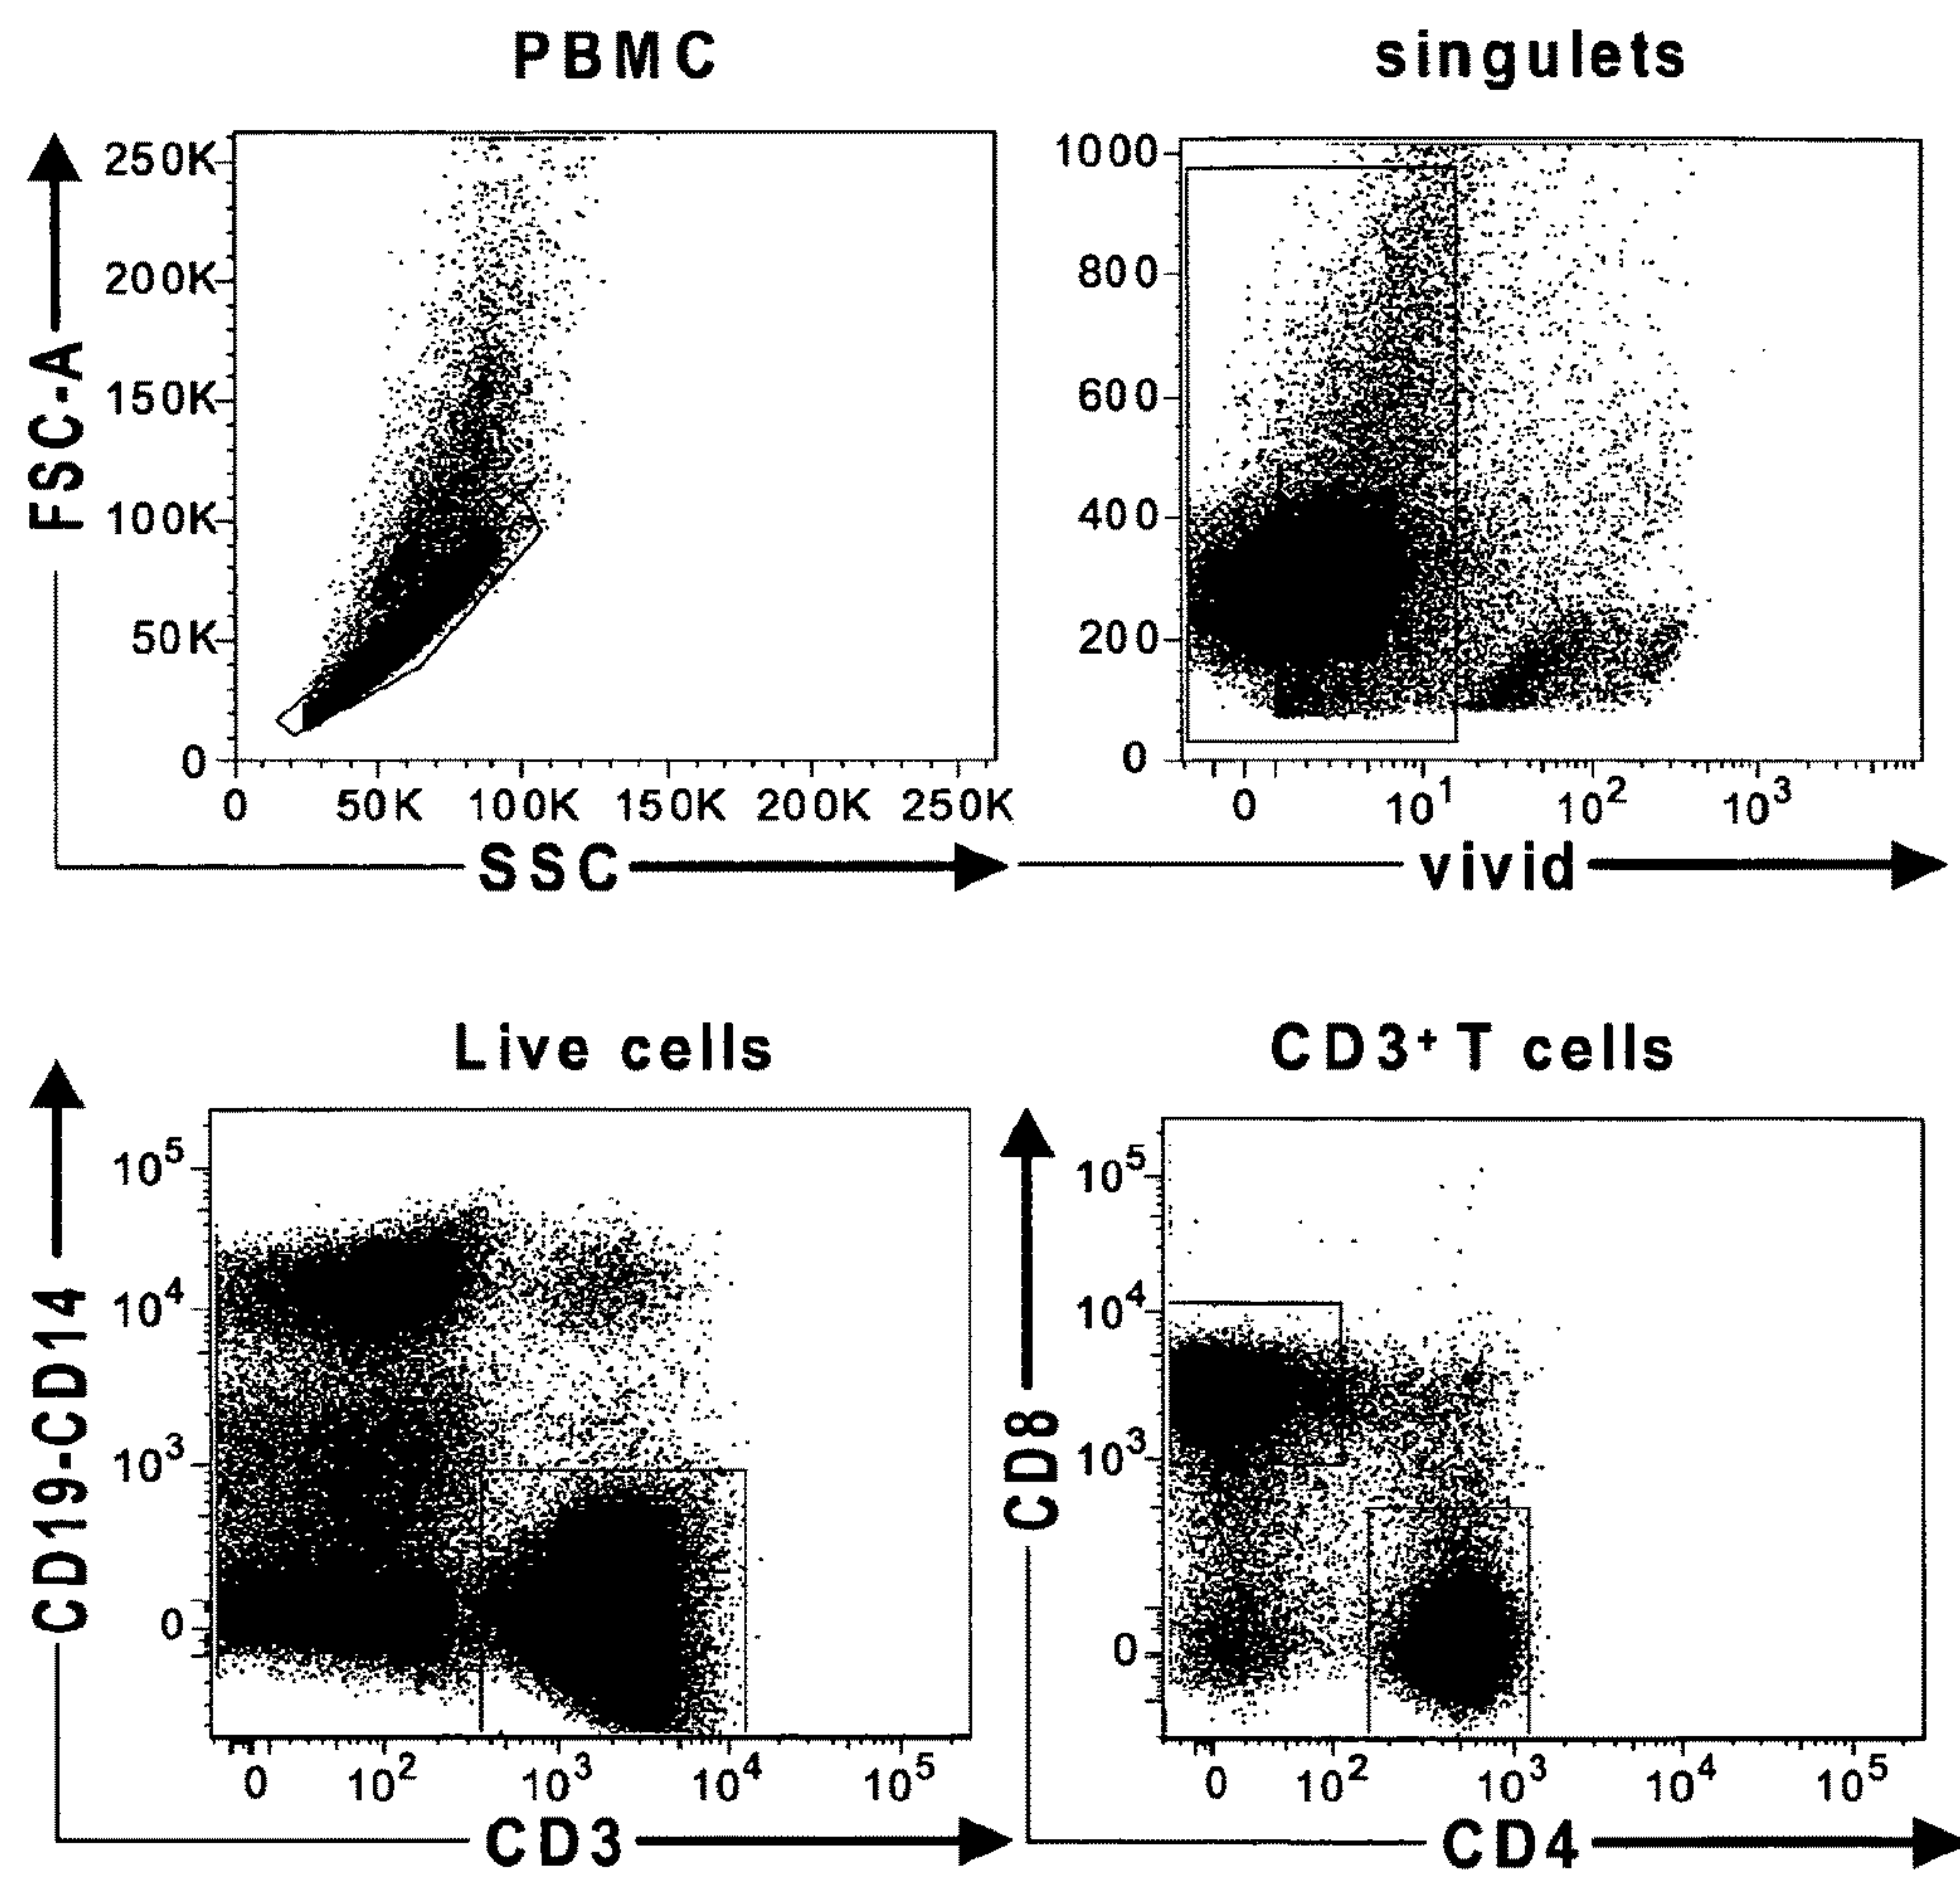 PBMC
singulets
FSC-A
250K
200K
150K
100K
50K
0
0 50K 100K 150K 200K 250K
SSC
1000
800
600
400
200
0
0 10¹ 10² 10³
vivid
Live cells
CD3⁺ T cells
CD19-CD14
10⁵
10⁴
10³
0
0 10² 10³ 10⁴ 10⁵
CD3
CD8
10⁵
10⁴
10³
0
0 10² 10³ 10⁴ 10⁵
CD4